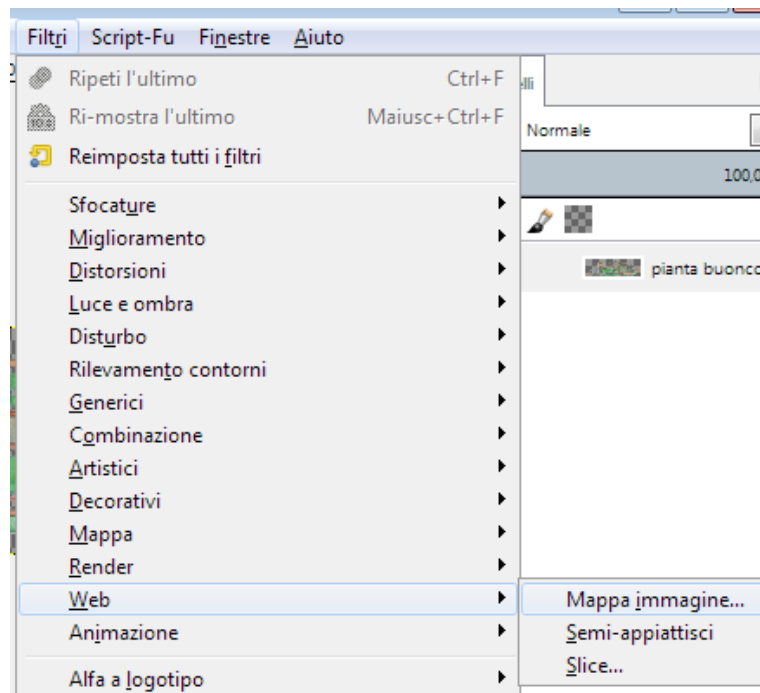 Filtri Script-Fu Finestre Aiuto
Ripeti l'ultimo Ctrl+F
Ri-mostra l'ultimo Maiusc+Ctrl+F
Reimposta tutti i filtri
Sfocature
Miglioramento
Distorsioni
Luce e ombra
Disturbo
Rilevamento contorni
Generici
Combinazione
Artistici
Decorativi
Mappa
Render
Web
Animazione
Alfa a logotipo
Normale
100,0
pianta buonco
Mappa immagine...
Semi-appiattisci
Slice...